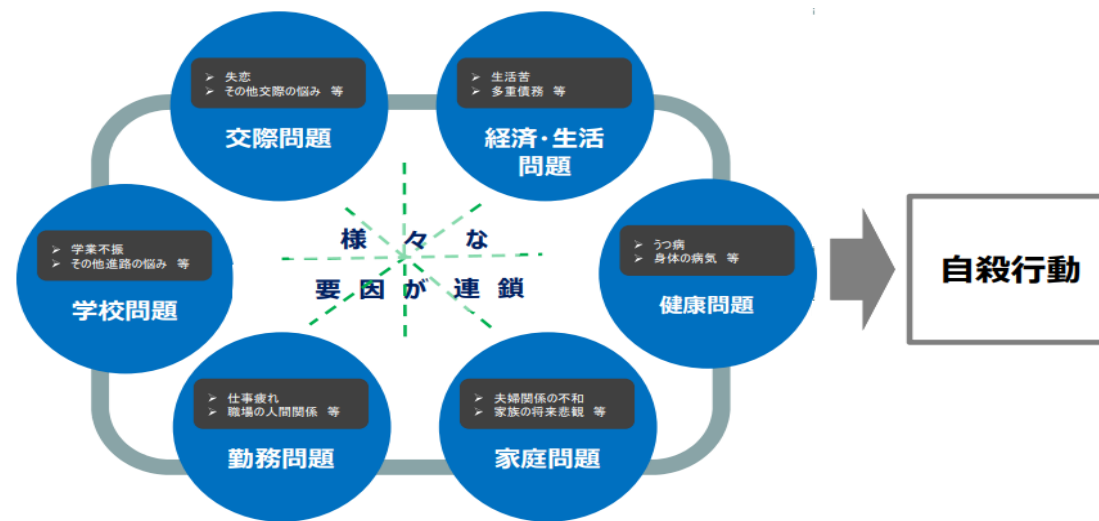 ➢ 失恋
➢ その他交際の悩み 等
交際問題
➢ 生活苦
➢ 多重債務 等
経済・生活
問題
➢ 学業不振
➢ その他進路の悩み 等
学校問題
様々な
要因が連鎖
➢ うつ病
➢ 身体の病気 等
健康問題
自殺行動
➢ 仕事疲れ
➢ 職場の人間関係 等
勤務問題
➢ 夫婦関係の不和
➢ 家族の将来悲観 等
家庭問題